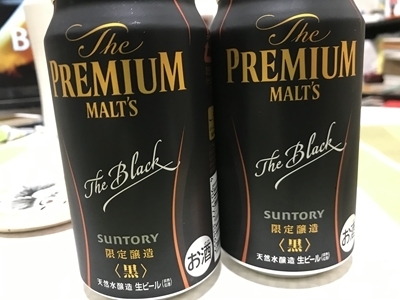 The
PREMIUM
MALT'S
The Black
SUNTORY
限定醸造
〈黒〉
天然水醸造 生ビール
お酒
The
PREMIUM
MALT'S
The Black
SUNTORY
限定醸造
〈黒〉
天然水醸造 生ビール
お酒